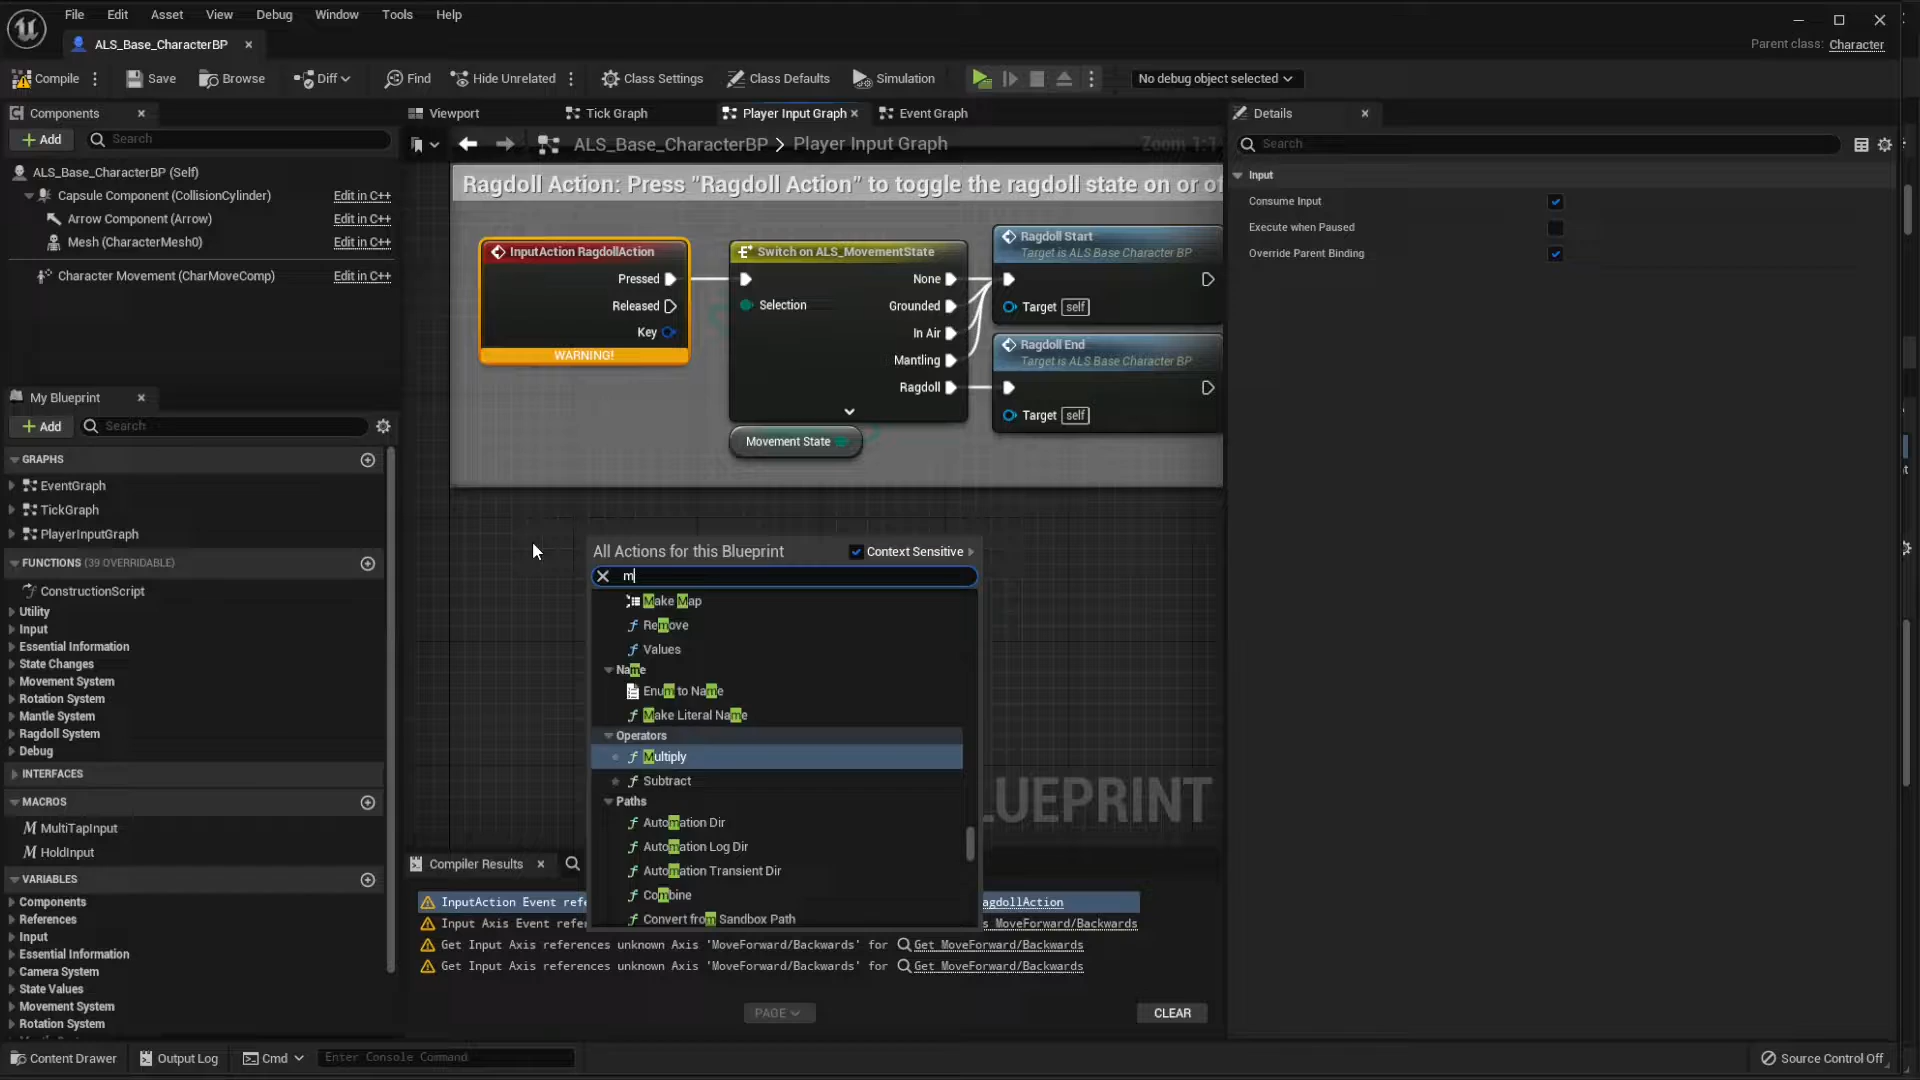 File Edit Asset View Debug Window Tools Help
ALS_Base_CharacterBP
Parent class: Character
Compile Save Browse Diff Find Hide Unrelated Class Settings Class Defaults Simulation No debug object selected
Components
Add Search
ALS_Base_CharacterBP (Self)
Capsule Component (CollisionCylinder) Edit in C++
Arrow Component (Arrow) Edit in C++
Mesh (CharacterMesh0) Edit in C++
Character Movement (CharMoveComp) Edit in C++
My Blueprint
Add Search
GRAPHS
EventGraph
TickGraph
PlayerInputGraph
FUNCTIONS (39 OVERRIDABLE)
ConstructionScript
Utility
Input
Essential Information
State Changes
Movement System
Rotation System
Mantle System
Ragdoll System
Debug
INTERFACES
MACROS
MultiTapInput
HoldInput
VARIABLES
Components
References
Input
Essential Information
Camera System
State Values
Movement System
Rotation System
Viewport Tick Graph Player Input Graph Event Graph
ALS_Base_CharacterBP > Player Input Graph
Zoom 1:1
Ragdoll Action: Press "Ragdoll Action" to toggle the ragdoll state on or of
InputAction RagdollAction
Pressed
Released
Key
WARNING!
Switch on ALS_MovementState
None
Selection
Grounded
In Air
Mantling
Ragdoll
Movement State
Ragdoll Start
Target is ALS Base Character BP
Target self
Ragdoll End
Target is ALS Base Character BP
Target self
All Actions for this Blueprint Context Sensitive
m
Make Map
Remove
Values
Name
Enum to Name
Make Literal Name
Operators
Multiply
Subtract
Paths
Automation Dir
Automation Log Dir
Automation Transient Dir
Combine
Convert from Sandbox Path
LUEPRINT
Compiler Results
InputAction Event refe agdollAction
Input Axis Event refe s MoveForward/Backwards
Get Input Axis references unknown Axis 'MoveForward/Backwards' for Get MoveForward/Backwards
Get Input Axis references unknown Axis 'MoveForward/Backwards' for Get MoveForward/Backwards
PAGE
CLEAR
Details
Search
Input
Consume Input
Execute when Paused
Override Parent Binding
Content Drawer Output Log Cmd Enter Console Command Source Control Off